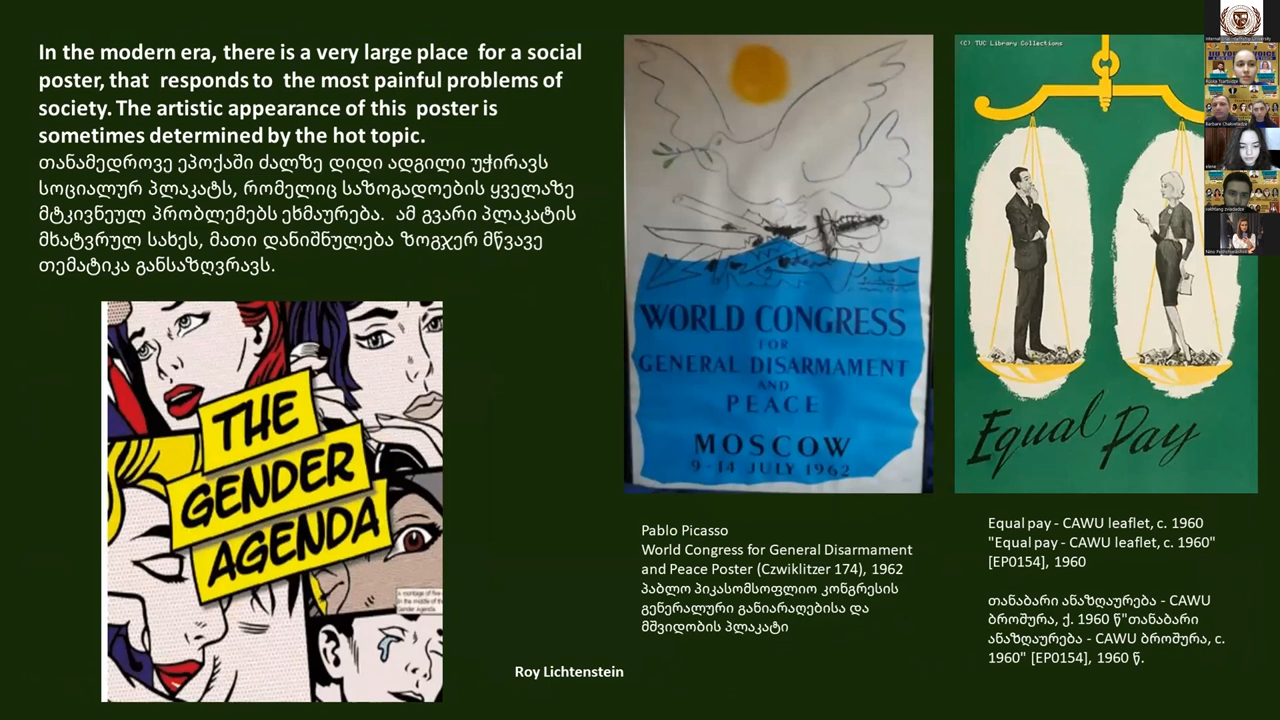 In the modern era, there is a very large place for a social
poster, that responds to the most painful problems of
society. The artistic appearance of this poster is
sometimes determined by the hot topic.
თანამედროვე ეპოქაში ძალზე დიდი ადგილი უჭირავს
სოციალურ პლაკატს, რომელიც საზოგადოების ყველაზე
მტკივნეულ პრობლემებს ეხმაურება. ამ გვარი პლაკატის
მხატვრულ სახეს, მათი დანიშნულება ზოგჯერ მწვავე
თემატიკა განსაზღვრავს.
THE
GENDER
AGENDA
Roy Lichtenstein
WORLD CONGRESS
FOR
GENERAL DISARMAMENT
AND
PEACE
MOSCOW
9-14 JULY 1962
Pablo Picasso
World Congress for General Disarmament
and Peace Poster (Czwiklitzer 174), 1962
პაბლო პიკასომსოფლიო კონგრესის
გენერალური განიარაღებისა და
მშვიდობის პლაკატი
(C) TUC Library Collections
Equal Pay
Equal pay - CAWU leaflet, c. 1960
"Equal pay - CAWU leaflet, c. 1960"
[EP0154], 1960
თანაბარი ანაზღაურება - CAWU
ბროშურა, ქ. 1960 წ"თანაბარი
ანაზღაურება - CAWU ბროშურა, c.
1960" [EP0154], 1960 წ.